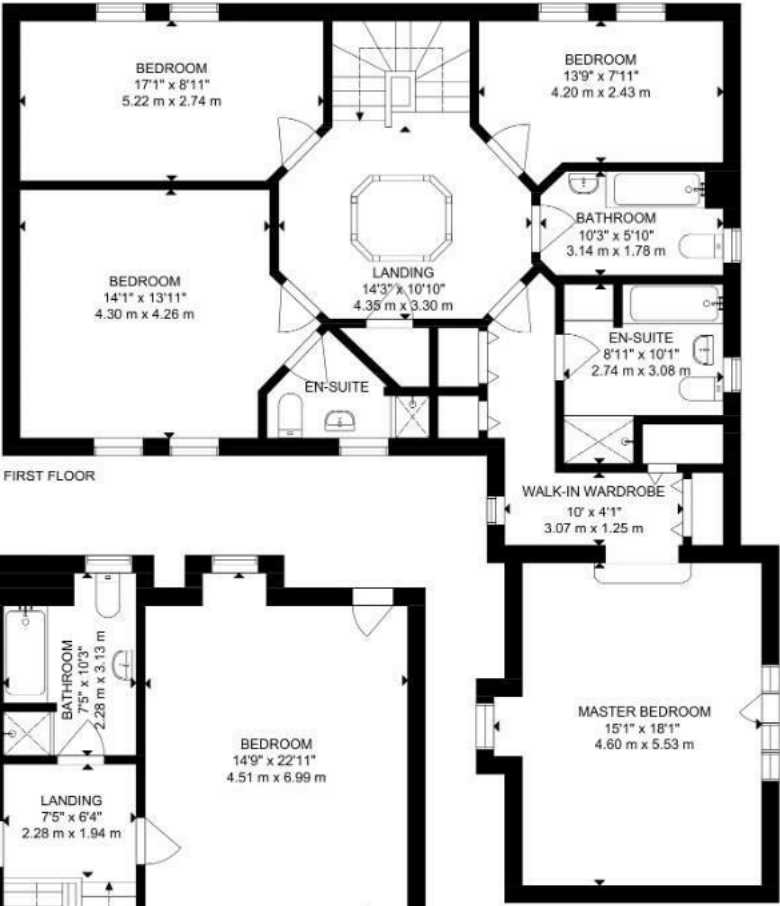 BEDROOM
17'1" x 8'11"
5.22 m x 2.74 m
BEDROOM
13'9" x 7'11"
4.20 m x 2.43 m
BATHROOM
10'3" x 5'10"
3.14 m x 1.78 m
LANDING
14'3" x 10'10"
4.35 m x 3.30 m
BEDROOM
14'1" x 13'11"
4.30 m x 4.26 m
EN-SUITE
8'11" x 10'1"
2.74 m x 3.08 m
EN-SUITE
FIRST FLOOR
WALK-IN WARDROBE
10' x 4'1"
3.07 m x 1.25 m
BATHROOM
7'5" x 10'3"
2.28 m x 3.13 m
BEDROOM
14'9" x 22'11"
4.51 m x 6.99 m
MASTER BEDROOM
15'1" x 18'1"
4.60 m x 5.53 m
LANDING
7'5" x 6'4"
2.28 m x 1.94 m